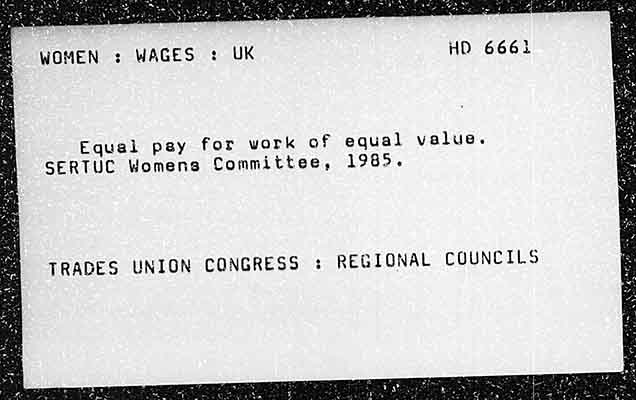 WOMEN : WAGES : UK HD 6661
Equal pay for work of equal value.
SERTUC Womens Committee, 1985.
TRADES UNION CONGRESS : REGIONAL COUNCILS